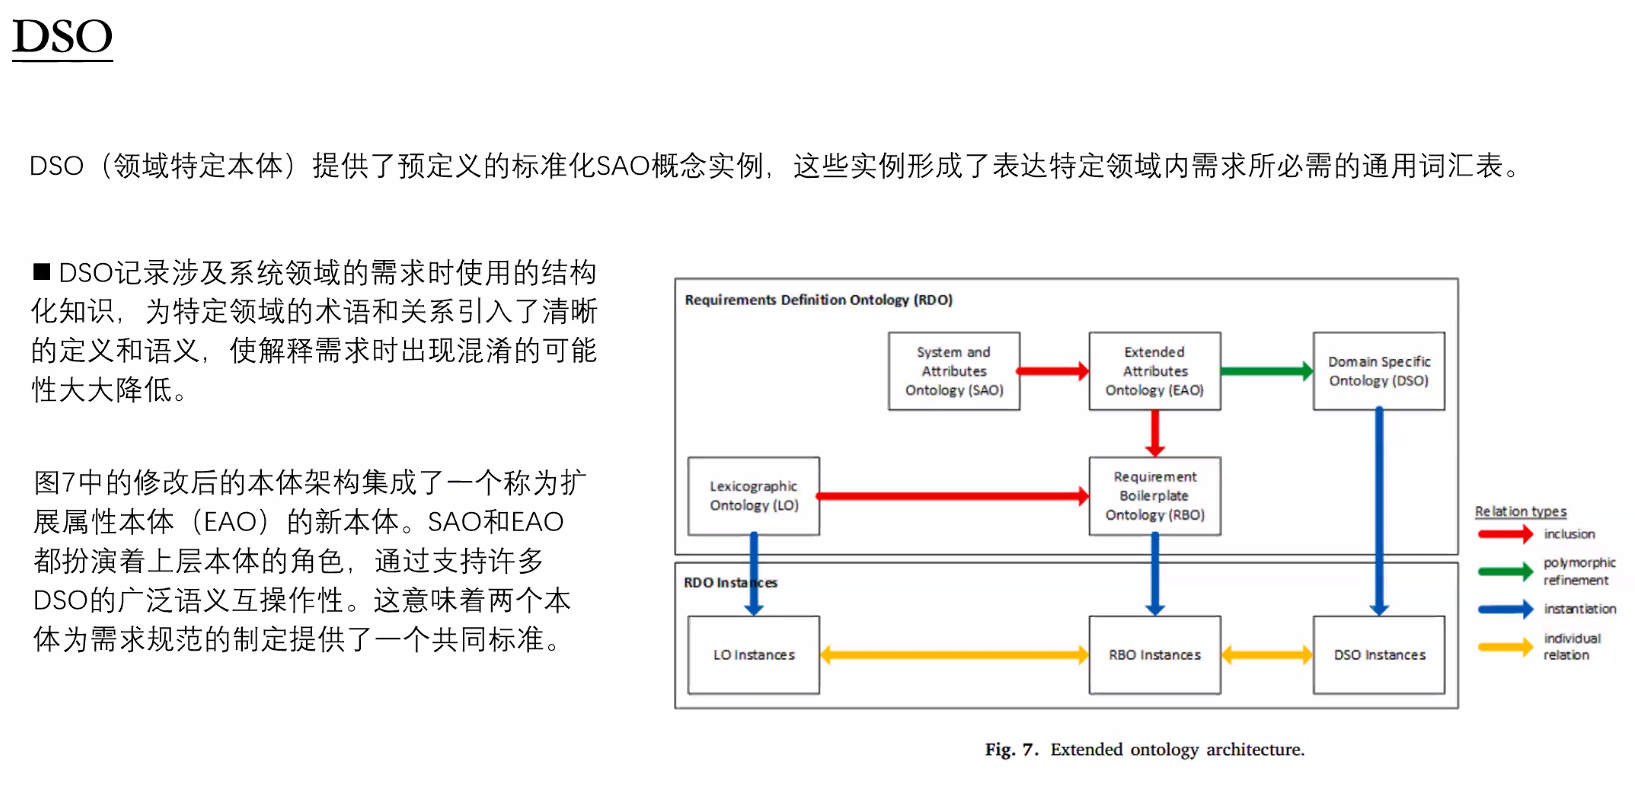 DSO
DSO（领域特定本体）提供了预定义的标准化SAO概念实例，这些实例形成了表达特定领域内需求所必需的通用词汇表。
■ DSO记录涉及系统领域的需求时使用的结构
化知识，为特定领域的术语和关系引入了清晰
的定义和语义，使解释需求时出现混淆的可能
性大大降低。
图7中的修改后的本体架构集成了一个称为扩
展属性本体（EAO）的新本体。SAO和EAO
都扮演着上层本体的角色，通过支持许多
DSO的广泛语义互操作性。这意味着两个本
体为需求规范的制定提供了一个共同标准。
Requirements Definition Ontology (RDO)
System and
Attributes
Ontology (SAO)
Extended
Attributes
Ontology (EAO)
Domain Specific
Ontology (DSO)
Lexicographic
Ontology (LO)
Requirement
Boilerplate
Ontology (RBO)
RDO Instances
LO Instances
RBO Instances
DSO Instances
Relation types
inclusion
polymorphic
refinement
instantiation
individual
relation
Fig. 7. Extended ontology architecture.